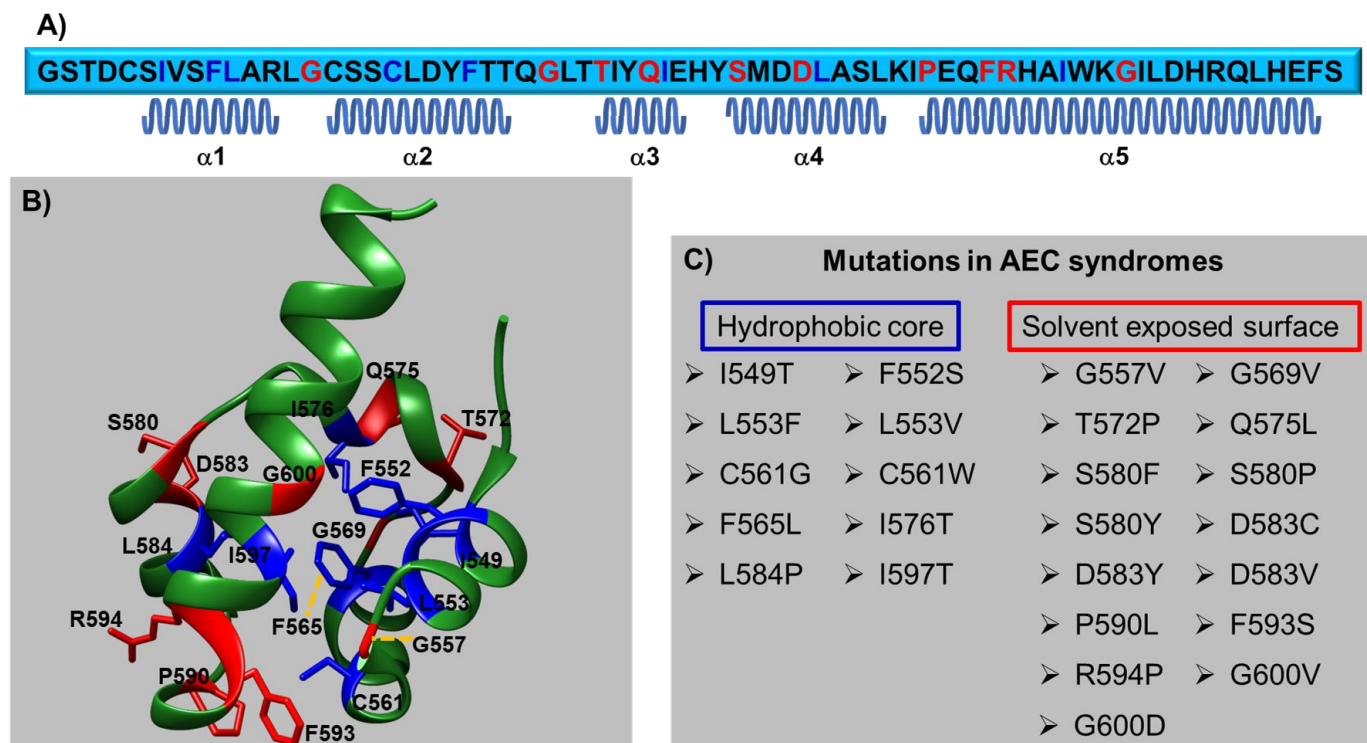 A)
GSTDCSIVSFLARLGCSSCLDYFTTQGLTTIYQIEHYSMDDLASLKIPEQFRHAIWKGILDHRQLHEFS
α1 α2 α3 α4 α5
B)
Q575
I576
T572
S580
D583
G600
F552
G569
L584
I597
I549
L553
R594
F565
G557
P590
C561
F593
C) Mutations in AEC syndromes
Hydrophobic core Solvent exposed surface
➢ I549T ➢ F552S ➢ G557V ➢ G569V
➢ L553F ➢ L553V ➢ T572P ➢ Q575L
➢ C561G ➢ C561W ➢ S580F ➢ S580P
➢ F565L ➢ I576T ➢ S580Y ➢ D583C
➢ L584P ➢ I597T ➢ D583Y ➢ D583V
➢ P590L ➢ F593S
➢ R594P ➢ G600V
➢ G600D